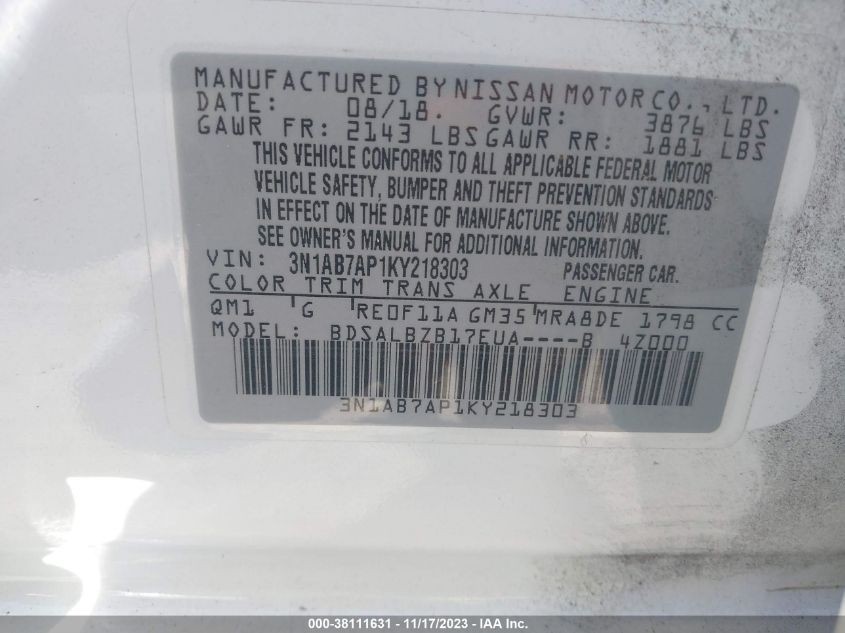 MANUFACTURED BY NISSAN MOTOR CO., LTD.
DATE: 08/18. GVWR: 3876 LBS
GAWR FR: 2143 LBS GAWR RR: 1881 LBS
THIS VEHICLE CONFORMS TO ALL APPLICABLE FEDERAL MOTOR
VEHICLE SAFETY, BUMPER AND THEFT PREVENTION STANDARDS
IN EFFECT ON THE DATE OF MANUFACTURE SHOWN ABOVE.
SEE OWNER'S MANUAL FOR ADDITIONAL INFORMATION.
VIN: 3N1AB7AP1KY218303 PASSENGER CAR.
COLOR TRIM TRANS AXLE ENGINE
QM1 G RE0F11A GM35 MRA8DE 1798 CC
MODEL: BDSALBZB17EUA----B 4Z000
3N1AB7AP1KY218303
000-38111631 - 11/17/2023 - IAA Inc.